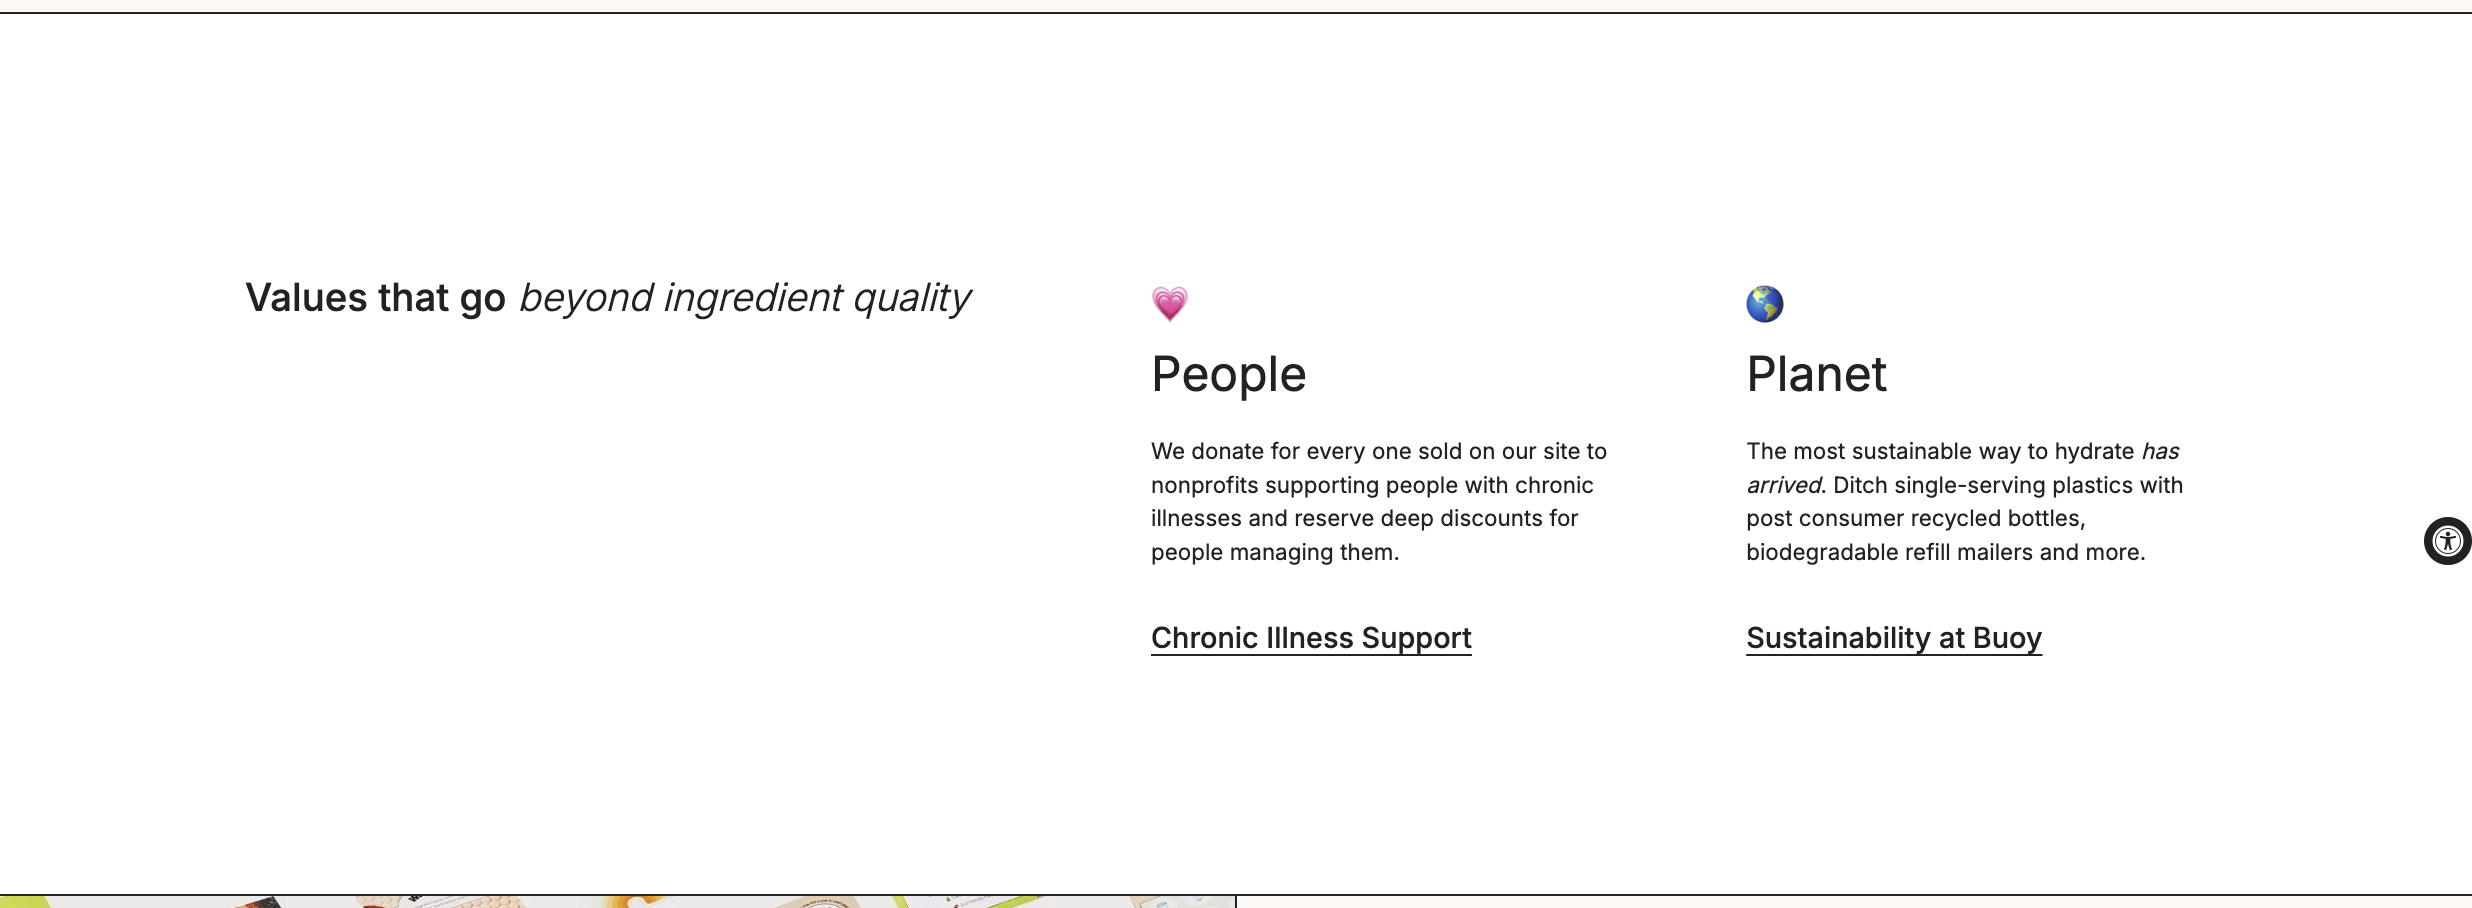 Values that go beyond ingredient quality
People
We donate for every one sold on our site to
nonprofits supporting people with chronic
illnesses and reserve deep discounts for
people managing them.
Chronic Illness Support
Planet
The most sustainable way to hydrate has
arrived. Ditch single-serving plastics with
post consumer recycled bottles,
biodegradable refill mailers and more.
Sustainability at Buoy